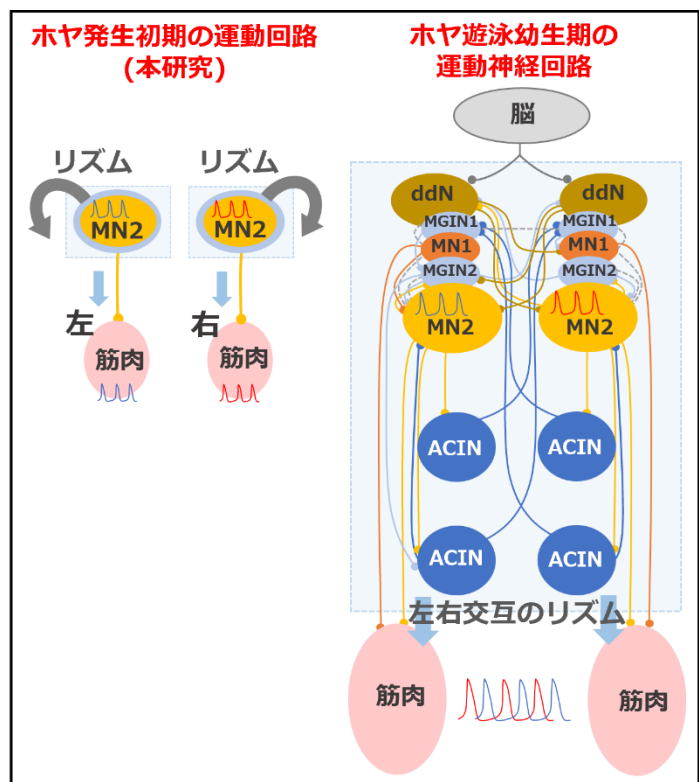 ホヤ発生初期の運動回路
(本研究)
リズム
リズム
MN2
MN2
左
右
筋肉
筋肉
ホヤ遊泳幼生期の
運動神経回路
脳
ddN
ddN
MGIN1
MGIN1
MN1
MN1
MGIN2
MGIN2
MN2
MN2
ACIN
ACIN
ACIN
ACIN
左右交互のリズム
筋肉
筋肉